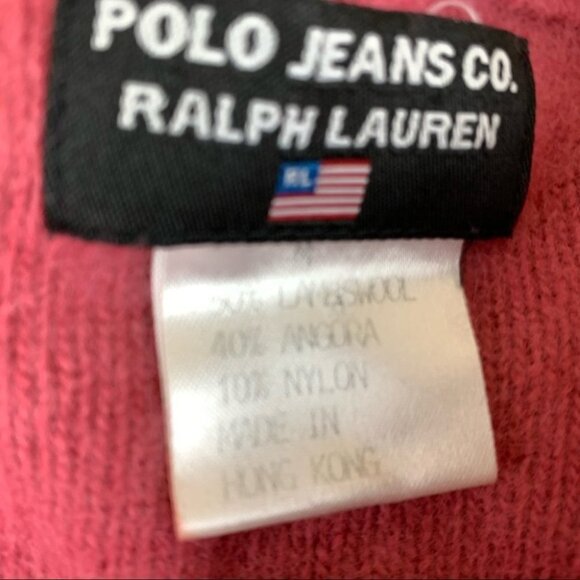 POLO JEANS CO.
RALPH LAUREN
RL
50% LAMBSWOOL
40% ANGORA
10% NYLON
MADE IN
HONG KONG